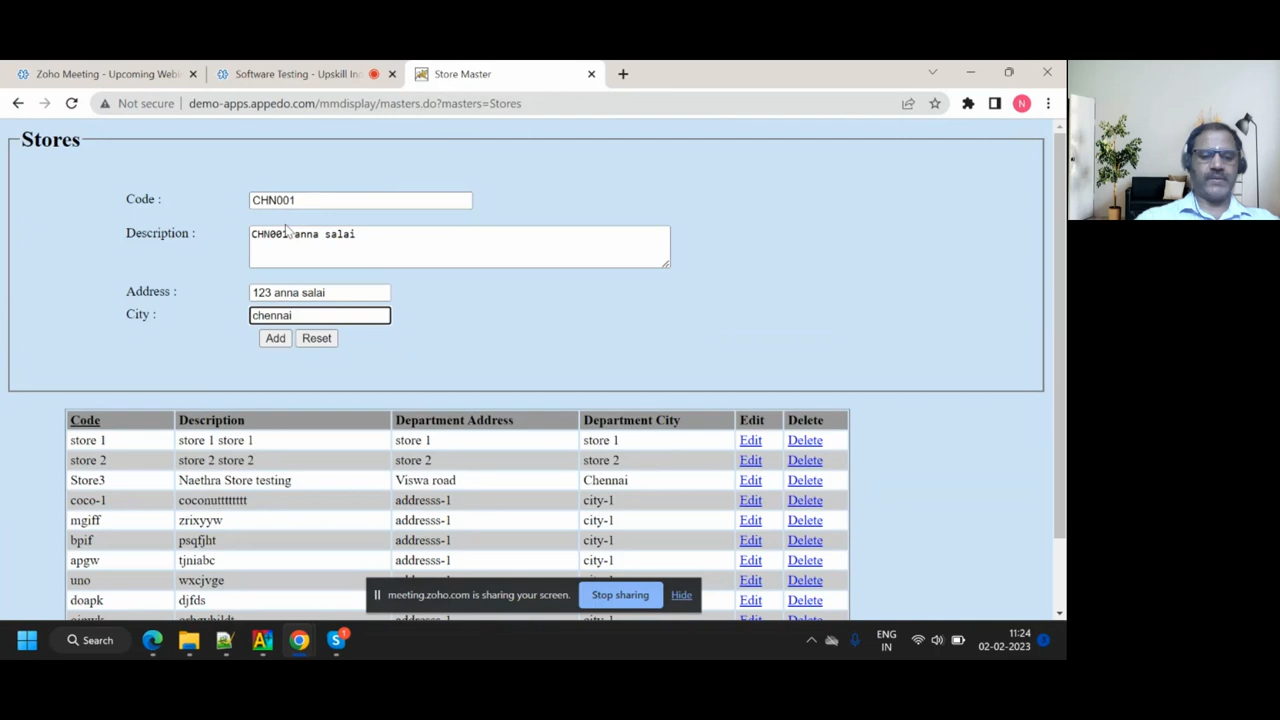 Zoho Meeting - Upcoming Webi
Software Testing - Upskill In
Store Master
Not secure
demo-apps.appedo.com/mmdisplay/masters.do?masters=Stores
N
Stores
Code :
CHN001
Description :
CHN001 anna salai
Address :
123 anna salai
City :
chennai
Add Reset
Code Description Department Address Department City Edit Delete
store 1 store 1 store 1 store 1 store 1 Edit Delete
store 2 store 2 store 2 store 2 store 2 Edit Delete
Store3 Naethra Store testing Viswa road Chennai Edit Delete
coco-1 coconutttttttt addresss-1 city-1 Edit Delete
mgiff zrixyyw addresss-1 city-1 Edit Delete
bpif psqfjht addresss-1 city-1 Edit Delete
apgw tjniabc addresss-1 city-1 Edit Delete
uno wxcjvge Edit Delete
doapk djfds Edit Delete
meeting.zoho.com is sharing your screen. Stop sharing Hide
Search
1
ENG
IN
11:24
02-02-2023